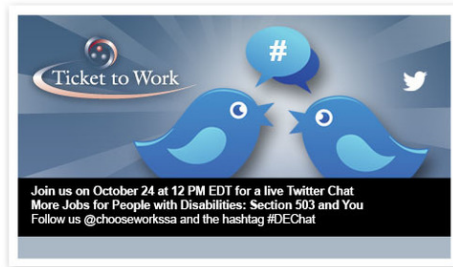 #
Ticket to Work
Join us on October 24 at 12 PM EDT for a live Twitter Chat
More Jobs for People with Disabilities: Section 503 and You
Follow us @chooseworkssa and the hashtag #DEChat